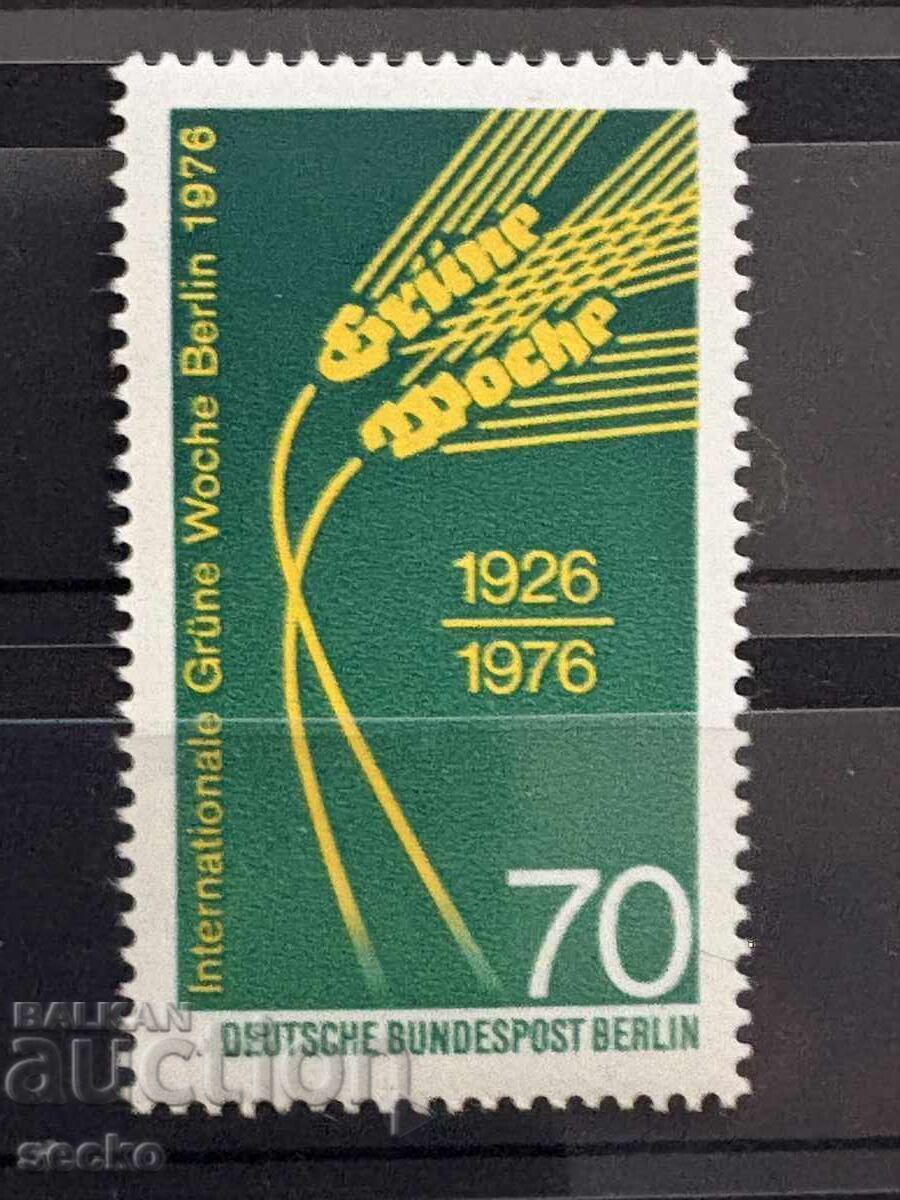 Internationale Grüne Woche Berlin 1976
Grüne
Woche
1926
1976
70
DEUTSCHE BUNDESPOST BERLIN
BALKAN
auction
secko